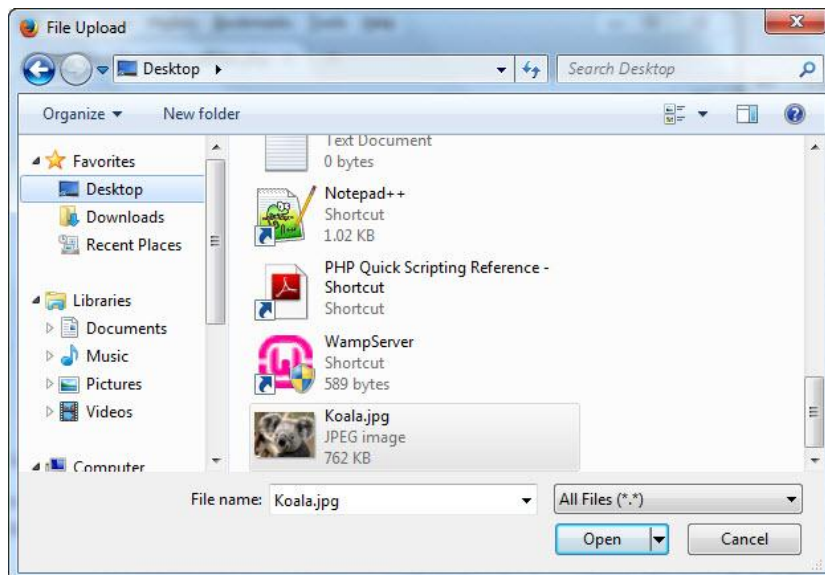 File Upload
Desktop
Search Desktop
Organize
New folder
Favorites
Desktop
Downloads
Recent Places
Libraries
Documents
Music
Pictures
Videos
Computer
Text Document
0 bytes
Notepad++
Shortcut
1.02 KB
PHP Quick Scripting Reference -
Shortcut
Shortcut
WampServer
Shortcut
589 bytes
Koala.jpg
JPEG image
762 KB
File name: Koala.jpg
All Files (*.*)
Open
Cancel